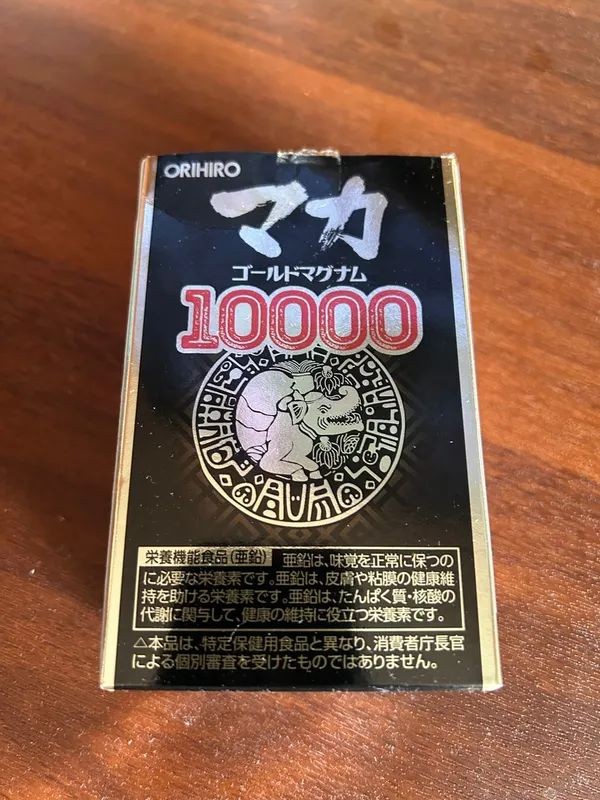 ORIHIRO
マカ
ゴールドマグナム
10000
栄養機能食品(亜鉛) 亜鉛は、味覚を正常に保つの
に必要な栄養素です。亜鉛は、皮膚や粘膜の健康維
持を助ける栄養素です。亜鉛は、たんぱく質・核酸の
代謝に関与して、健康の維持に役立つ栄養素です。
△本品は、特定保健用食品と異なり、消費者庁長官
による個別審査を受けたものではありません。